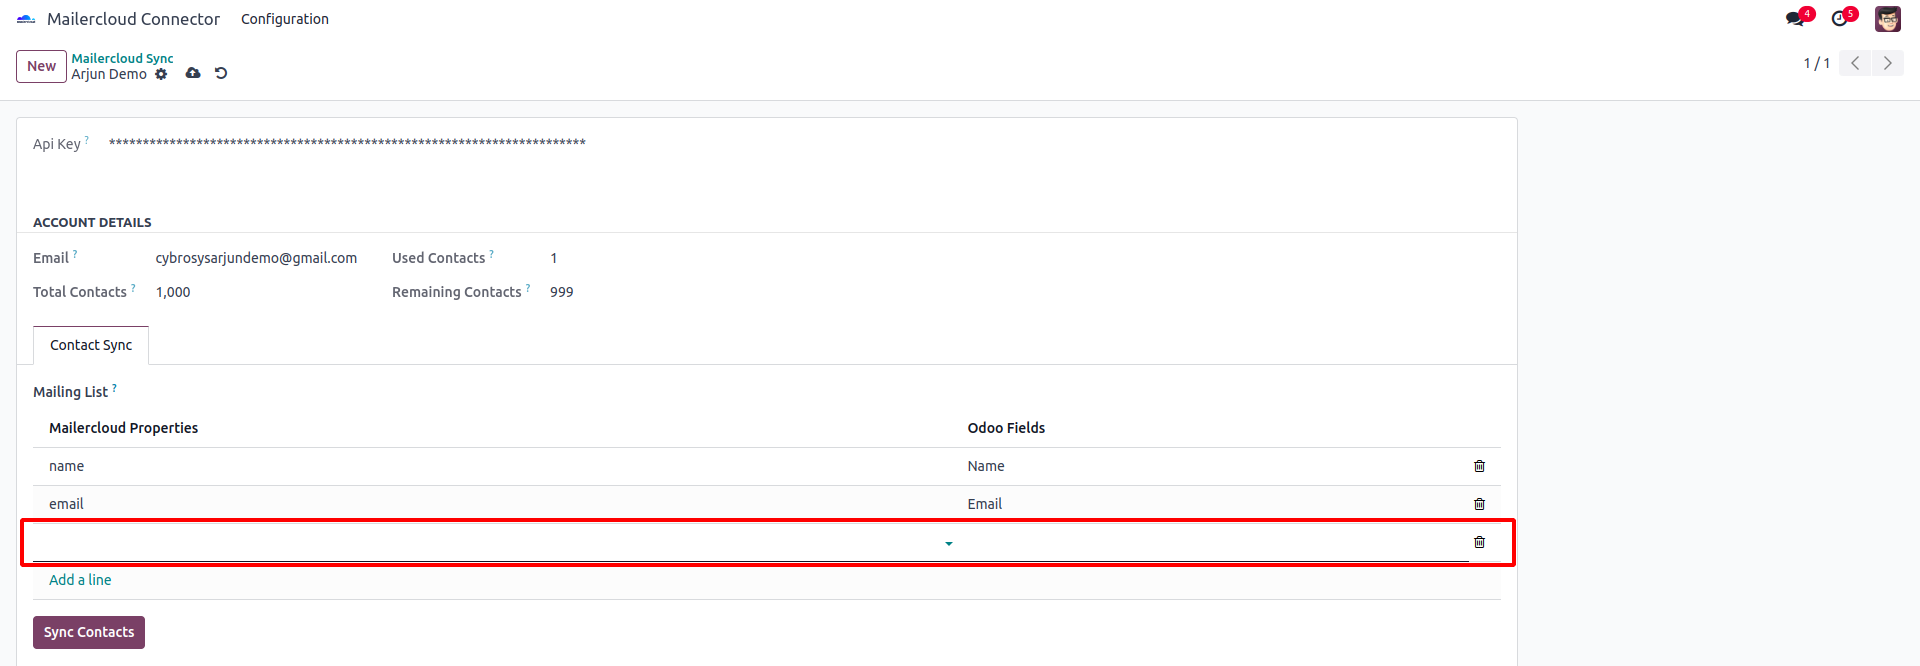 Mailercloud Connector Configuration 4 5
New Mailercloud Sync
Arjun Demo 1 / 1
Api Key ? ***********************************************************************
ACCOUNT DETAILS
Email ? cybrosysarjundemo@gmail.com Used Contacts ? 1
Total Contacts ? 1,000 Remaining Contacts ? 999
Contact Sync
Mailing List ?
Mailercloud Properties Odoo Fields
name Name
email Email
Add a line
Sync Contacts